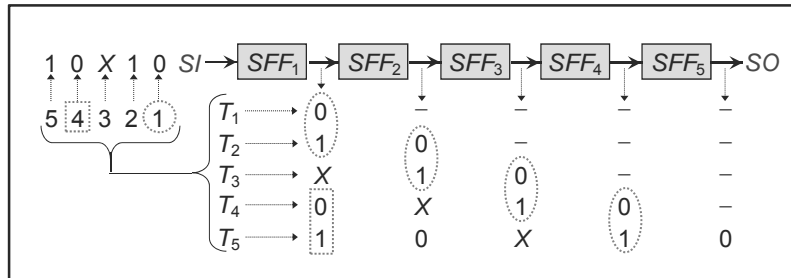 1 0 X 1 0 SI SFF1 SFF2 SFF3 SFF4 SFF5 SO
5 4 3 2 1
T1 0 – – – –
T2 1 0 – – –
T3 X 1 0 – –
T4 0 X 1 0 –
T5 1 0 X 1 0